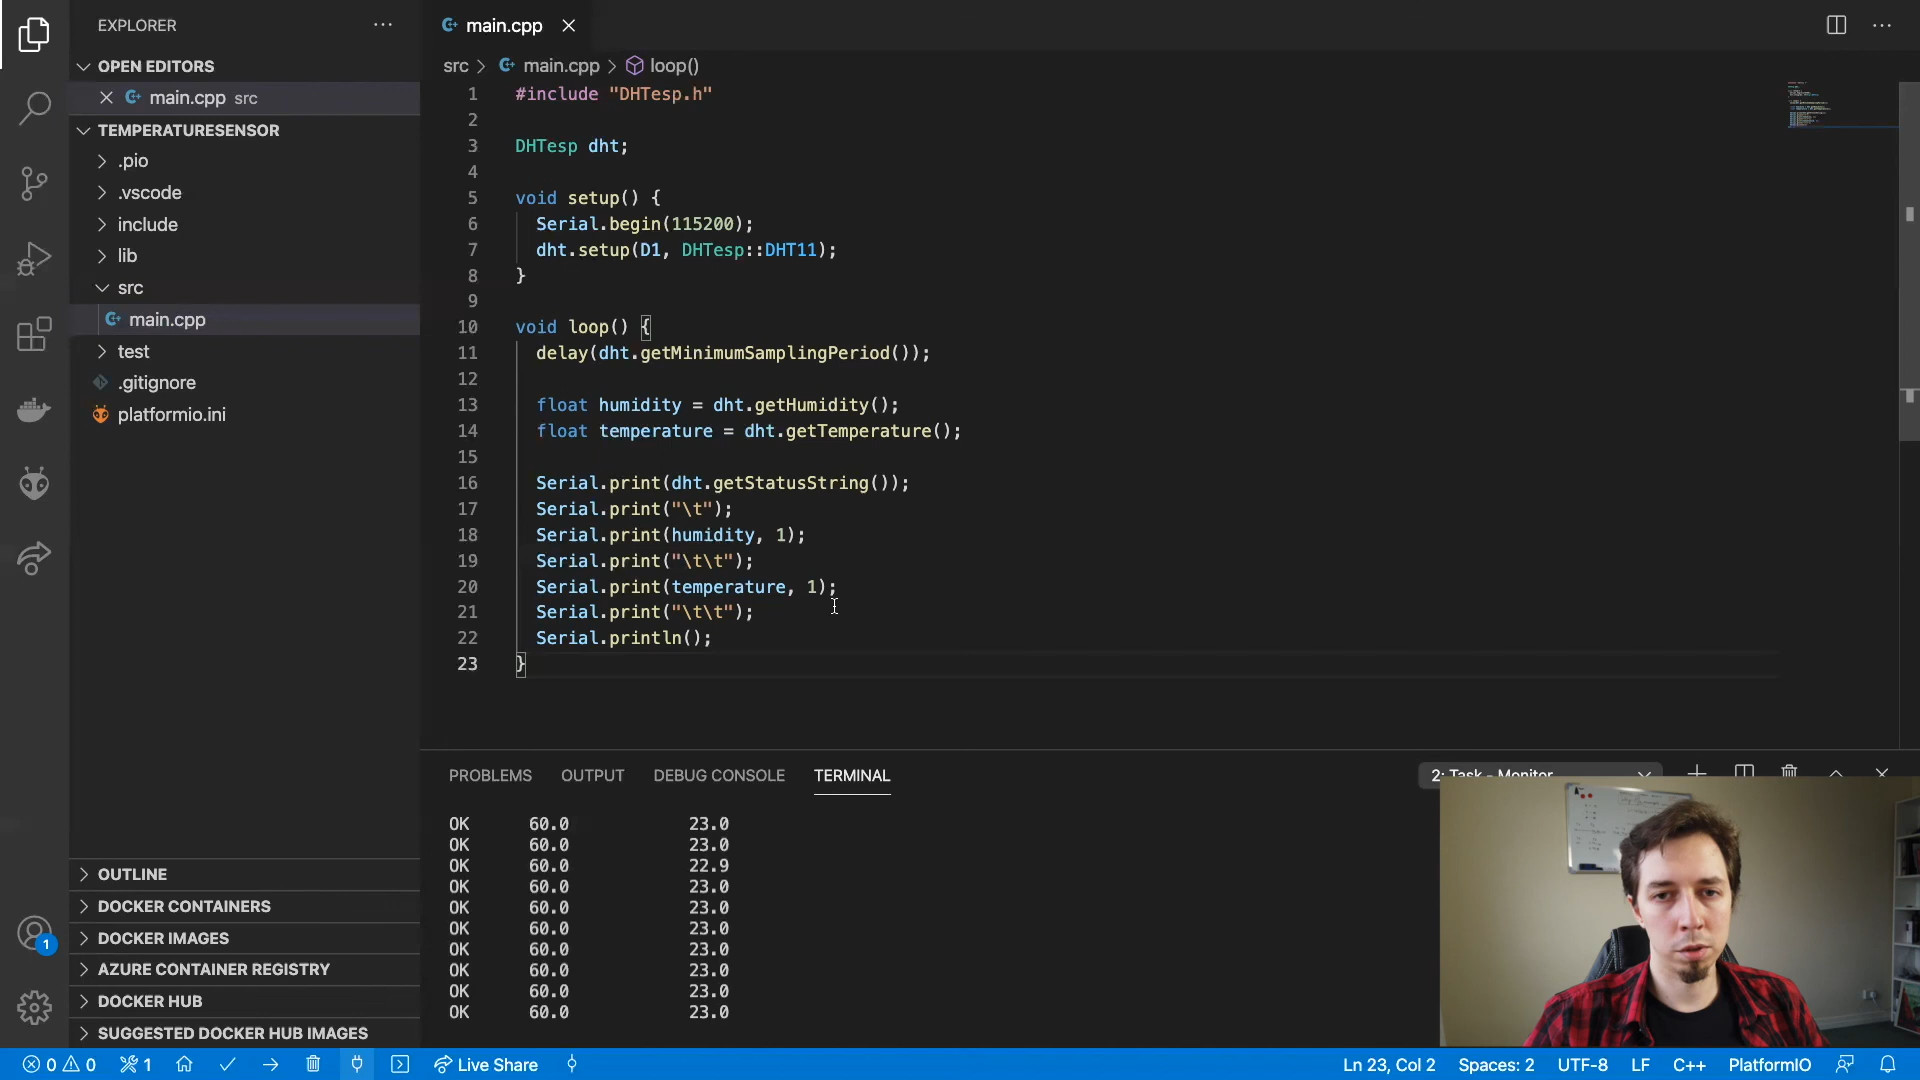 EXPLORER
OPEN EDITORS
main.cpp src
TEMPERATURESENSOR
.pio
.vscode
include
lib
src
main.cpp
test
.gitignore
platformio.ini
OUTLINE
DOCKER CONTAINERS
DOCKER IMAGES
AZURE CONTAINER REGISTRY
DOCKER HUB
SUGGESTED DOCKER HUB IMAGES
1
main.cpp
src > main.cpp > loop()
1 #include "DHTesp.h"
2
3 DHTesp dht;
4
5 void setup() {
6 Serial.begin(115200);
7 dht.setup(D1, DHTesp::DHT11);
8 }
9
10 void loop() {
11 delay(dht.getMinimumSamplingPeriod());
12
13 float humidity = dht.getHumidity();
14 float temperature = dht.getTemperature();
15
16 Serial.print(dht.getStatusString());
17 Serial.print("\t");
18 Serial.print(humidity, 1);
19 Serial.print("\t\t");
20 Serial.print(temperature, 1);
21 Serial.print("\t\t");
22 Serial.println();
23 }
PROBLEMS OUTPUT DEBUG CONSOLE TERMINAL
2: Task - Monitor
OK 60.0 23.0
OK 60.0 23.0
OK 60.0 22.9
OK 60.0 23.0
OK 60.0 23.0
OK 60.0 23.0
OK 60.0 23.0
OK 60.0 23.0
OK 60.0 23.0
OK 60.0 23.0
0 0 1 Live Share Ln 23, Col 2 Spaces: 2 UTF-8 LF C++ PlatformIO